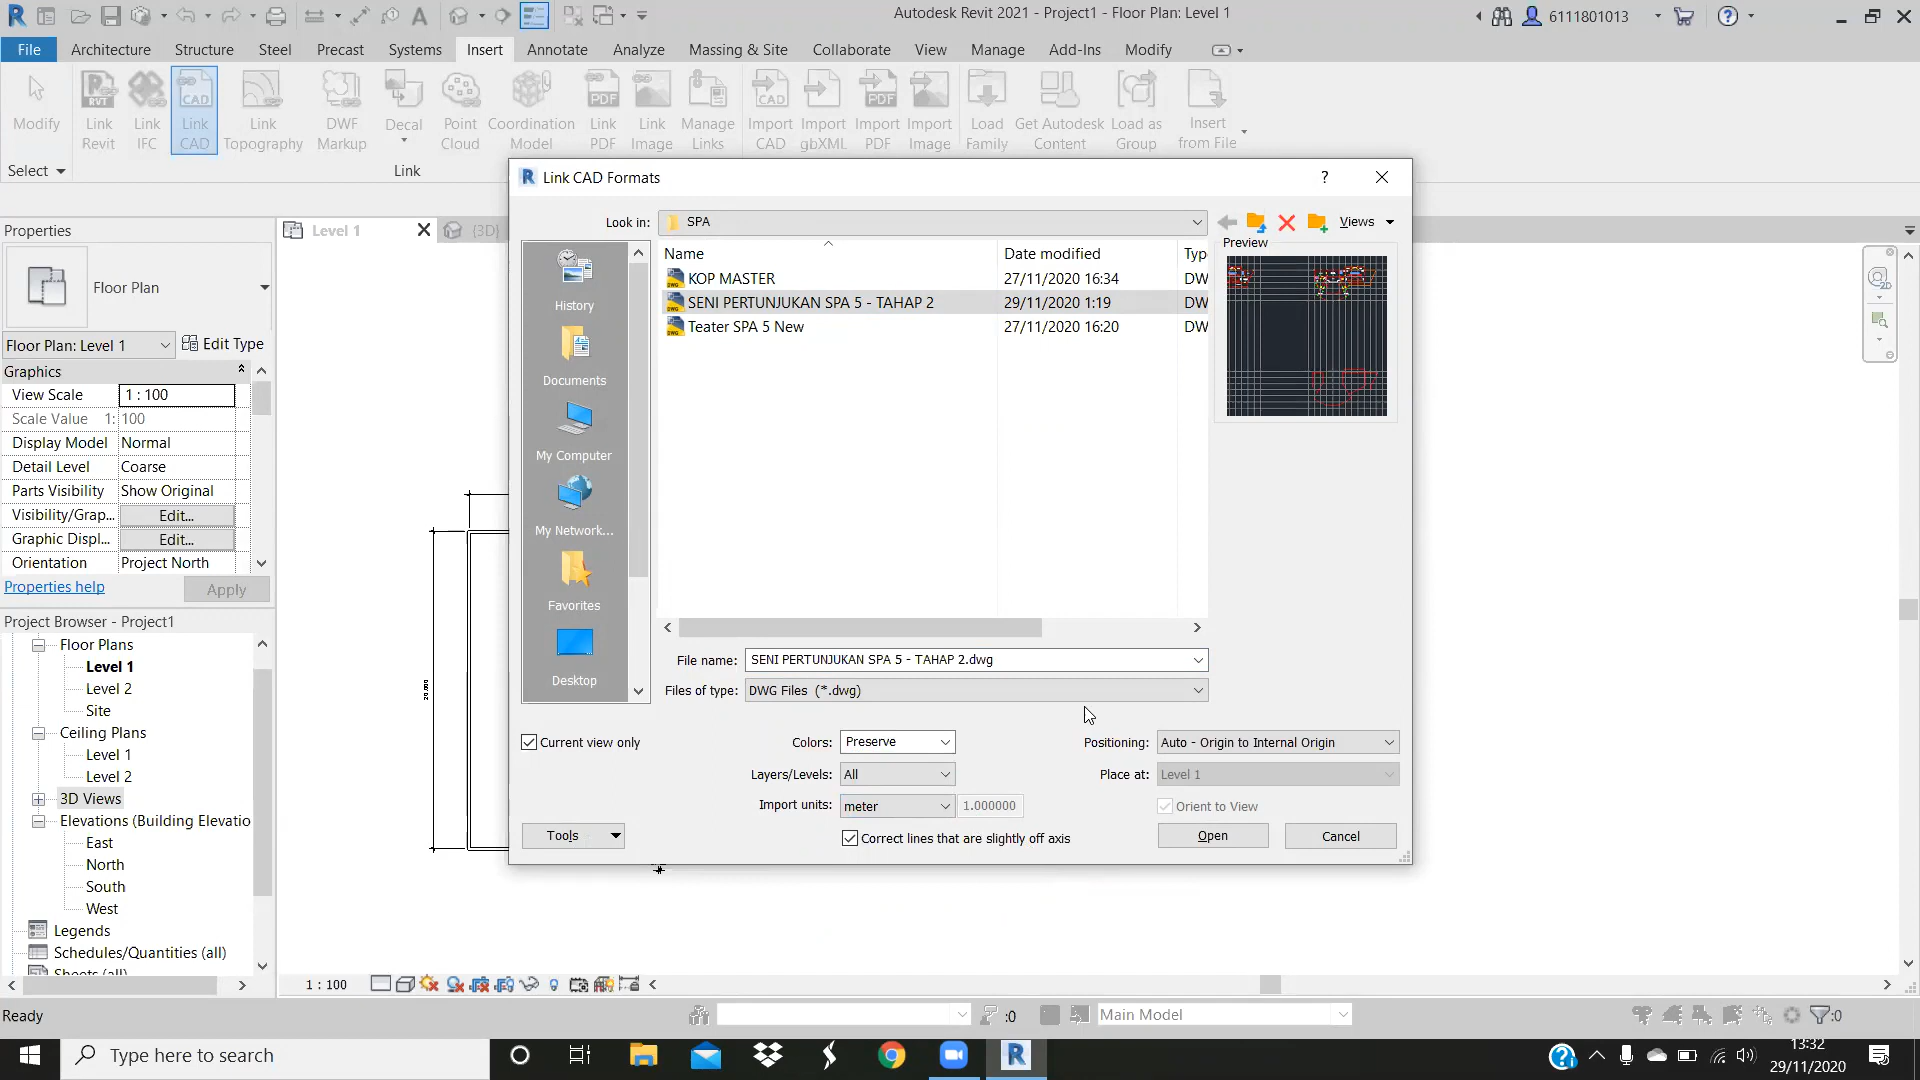 Autodesk Revit 2021 - Project1 - Floor Plan: Level 1
6111801013
File Architecture Structure Steel Precast Systems Insert Annotate Analyze Massing & Site Collaborate View Manage Add-Ins Modify
Modify
Link Revit
Link IFC
Link CAD
Link Topography
DWF Markup
Decal
Point Cloud
Coordination Model
Link PDF
Link Image
Manage Links
Import CAD
Import gbXML
Import PDF
Import Image
Load Family
Get Autodesk Content
Load as Group
Insert from File
Select
Link
Properties
Level 1
{3D}
Floor Plan
Floor Plan: Level 1
Edit Type
Graphics
View Scale 1 : 100
Scale Value 1: 100
Display Model Normal
Detail Level Coarse
Parts Visibility Show Original
Visibility/Grap... Edit...
Graphic Displ... Edit...
Orientation Project North
Properties help
Apply
Project Browser - Project1
Floor Plans
Level 1
Level 2
Site
Ceiling Plans
Level 1
Level 2
3D Views
Elevations (Building Elevatio
East
North
South
West
Legends
Schedules/Quantities (all)
Sheets (all)
Link CAD Formats
?
Look in: SPA
Views
Name Date modified Typ
KOP MASTER 27/11/2020 16:34 DW
SENI PERTUNJUKAN SPA 5 - TAHAP 2 29/11/2020 1:19 DW
Teater SPA 5 New 27/11/2020 16:20 DW
Preview
History
Documents
My Computer
My Network...
Favorites
Desktop
File name: SENI PERTUNJUKAN SPA 5 - TAHAP 2.dwg
Files of type: DWG Files (*.dwg)
Current view only
Colors: Preserve
Positioning: Auto - Origin to Internal Origin
Layers/Levels: All
Place at: Level 1
Import units: meter 1.000000
Orient to View
Tools
Correct lines that are slightly off axis
Open
Cancel
1 : 100
Ready
:0
Main Model
:0
Type here to search
13:32
29/11/2020